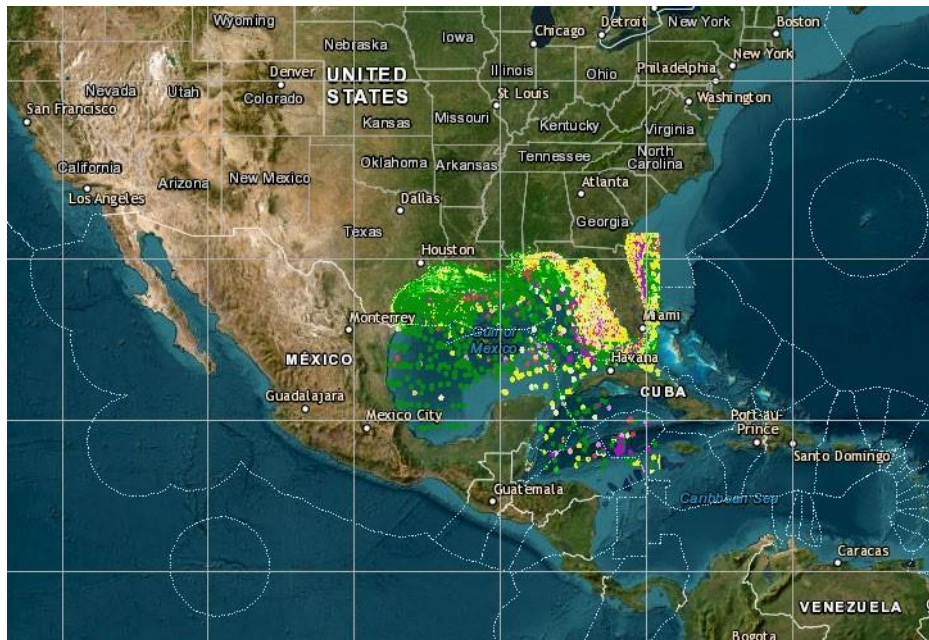 Wyoming
Detroit
New York
Boston
Iowa
Chicago
Nebraska
New York
Denver
UNITED
STATES
Illinois
Ohio
Philadelphia
Nevada
Utah
Colorado
St Louis
Washington
San Francisco
Kansas
Missouri
Kentucky
Virginia
California
Oklahoma
Arkansas
Tennessee
North
Carolina
Arizona
New Mexico
Atlanta
Los Angeles
Dallas
Georgia
Texas
Houston
Monterrey
Miami
Gulf of
Mexico
MÉXICO
Havana
CUBA
Guadalajara
Mexico City
Port-au-
Prince
Santo Domingo
Guatemala
Caribbean Sea
Caracas
VENEZUELA
Bogota